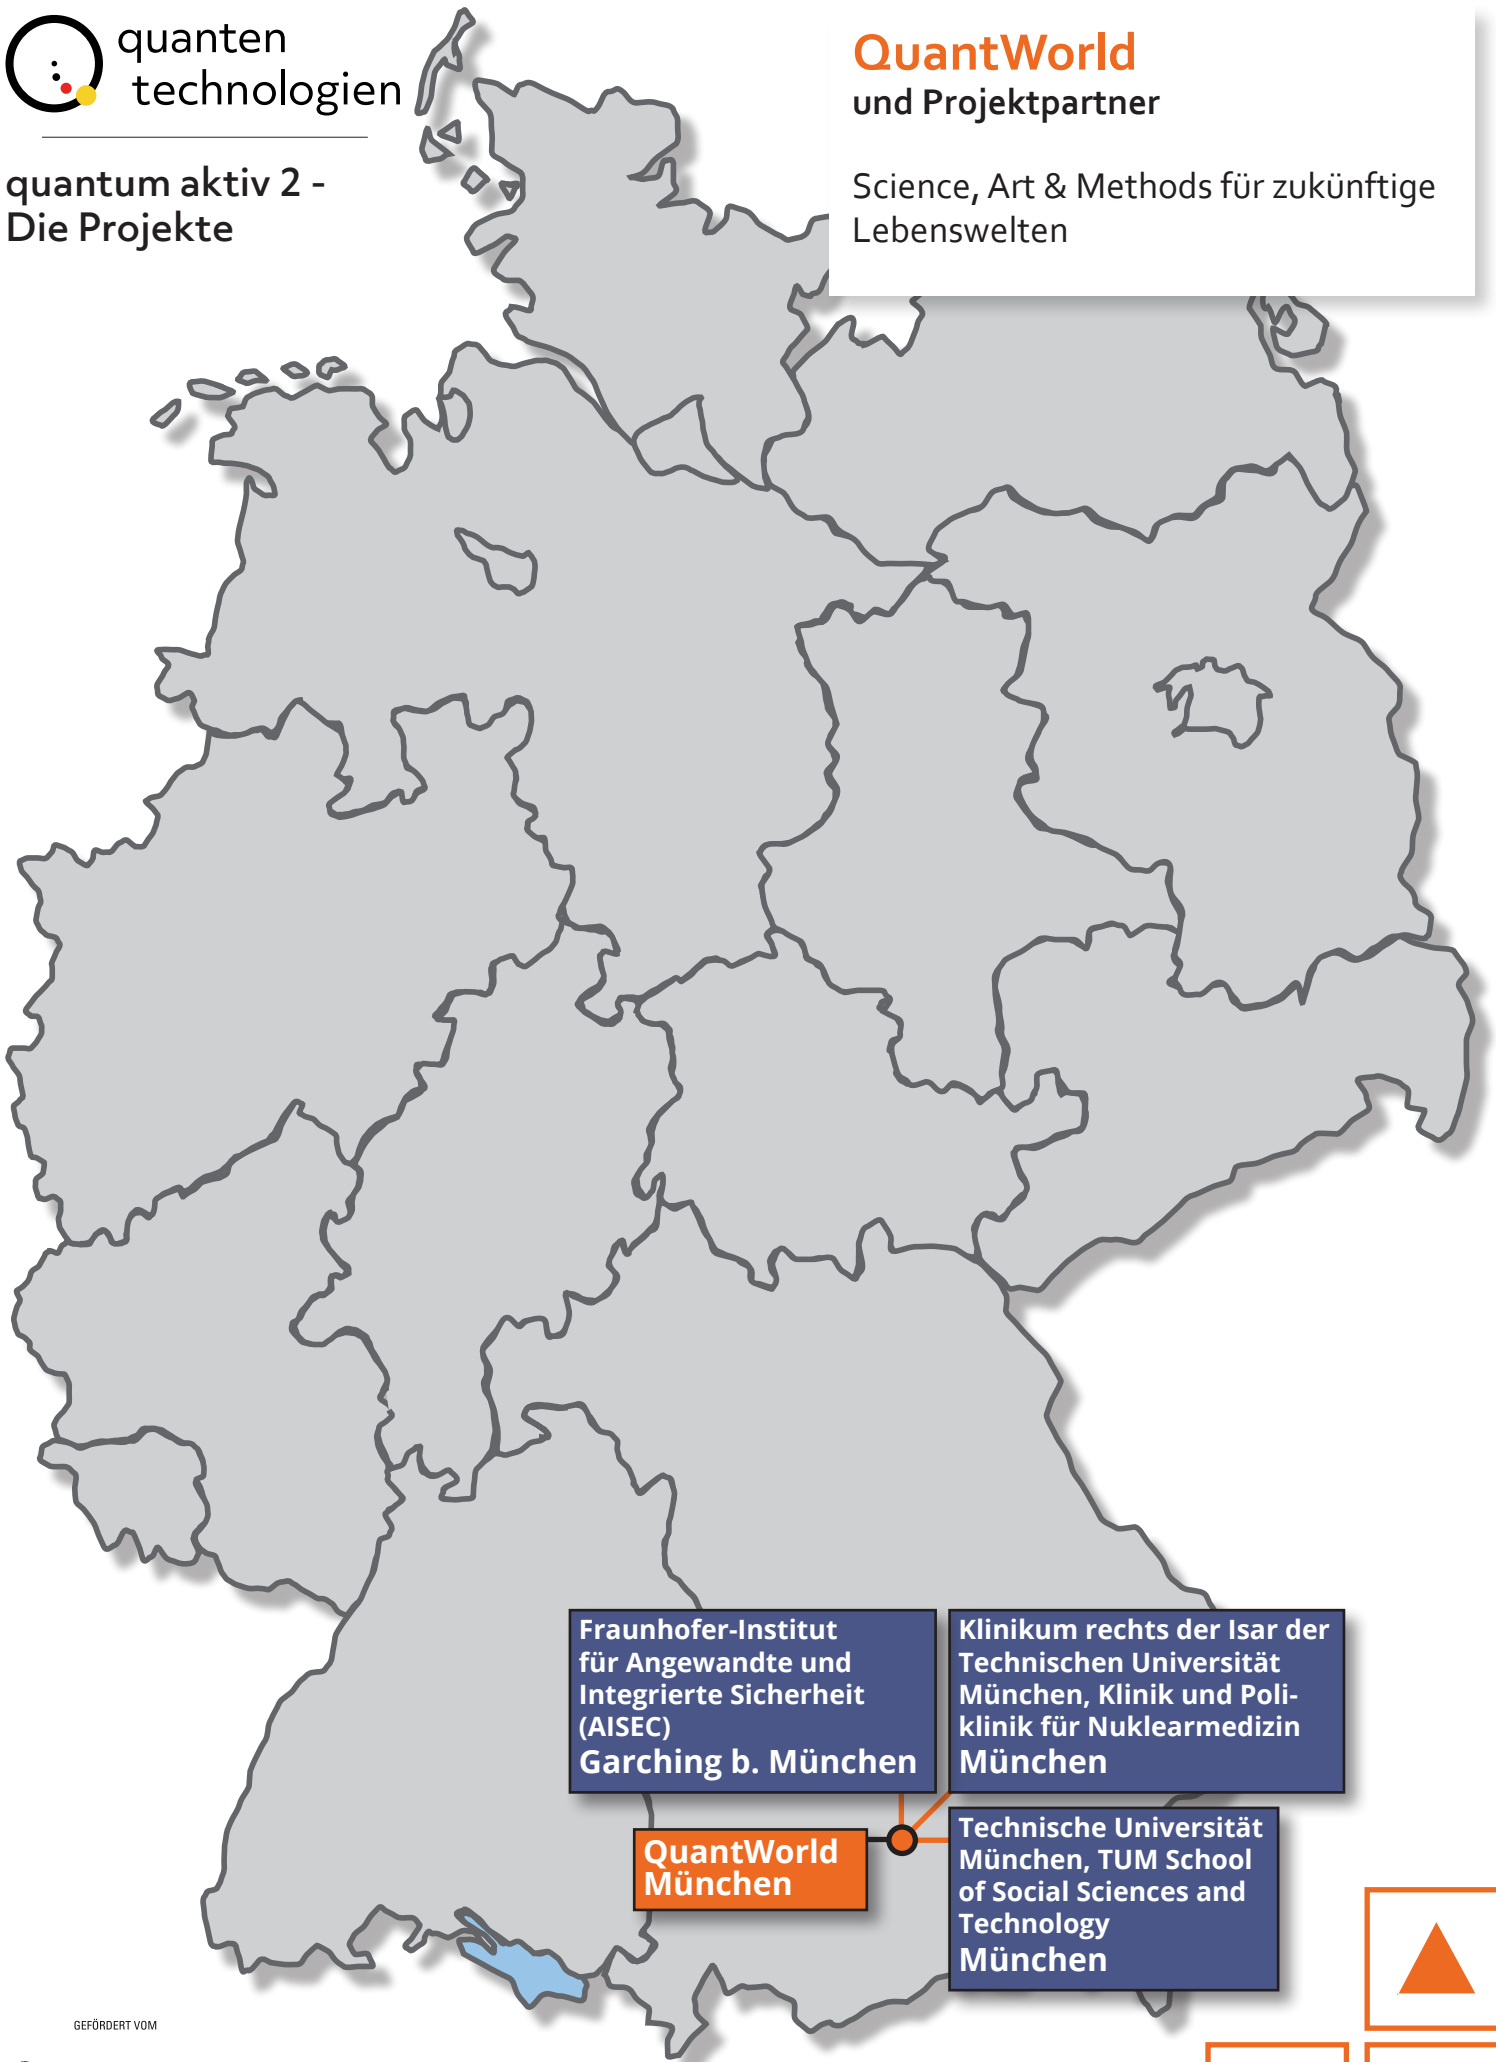 quanten
technologien
quantum aktiv 2 -
Die Projekte
QuantWorld
und Projektpartner
Science, Art & Methods für zukünftige
Lebenswelten
Fraunhofer-Institut
für Angewandte und
Integrierte Sicherheit
(AISEC)
Garching b. München
Klinikum rechts der Isar der
Technischen Universität
München, Klinik und Poli-
klinik für Nuklearmedizin
München
QuantWorld
München
Technische Universität
München, TUM School
of Social Sciences and
Technology
München
GEFÖRDERT VOM